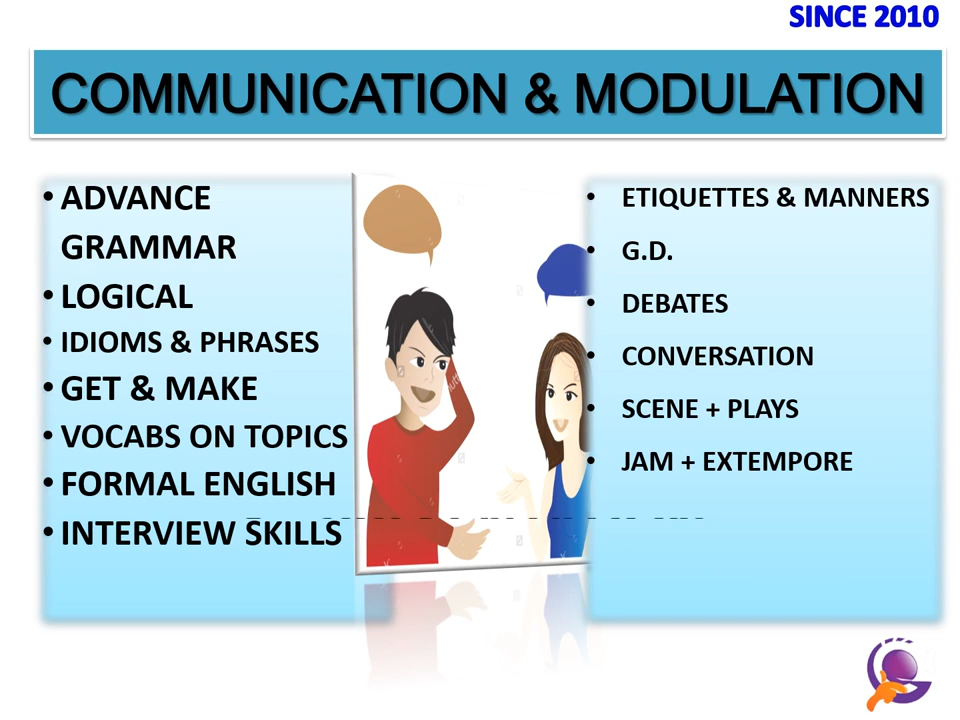 SINCE 2010
COMMUNICATION & MODULATION
• ADVANCE
GRAMMAR
• LOGICAL
• IDIOMS & PHRASES
• GET & MAKE
• VOCABS ON TOPICS
• FORMAL ENGLISH
• INTERVIEW SKILLS
• ETIQUETTES & MANNERS
• G.D.
• DEBATES
• CONVERSATION
• SCENE + PLAYS
• JAM + EXTEMPORE